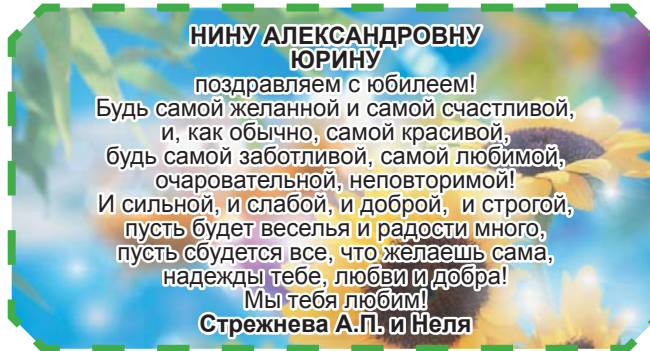 НИНУ АЛЕКСАНДРОВНУ
ЮРИНУ
поздравляем с юбилеем!
Будь самой желанной и самой счастливой,
и, как обычно, самой красивой,
будь самой заботливой, самой любимой,
очаровательной, неповторимой!
И сильной, и слабой, и доброй, и строгой,
пусть будет веселья и радости много,
пусть сбудется все, что желаешь сама,
надежды тебе, любви и добра!
Мы тебя любим!
Стрежнева А.П. и Неля